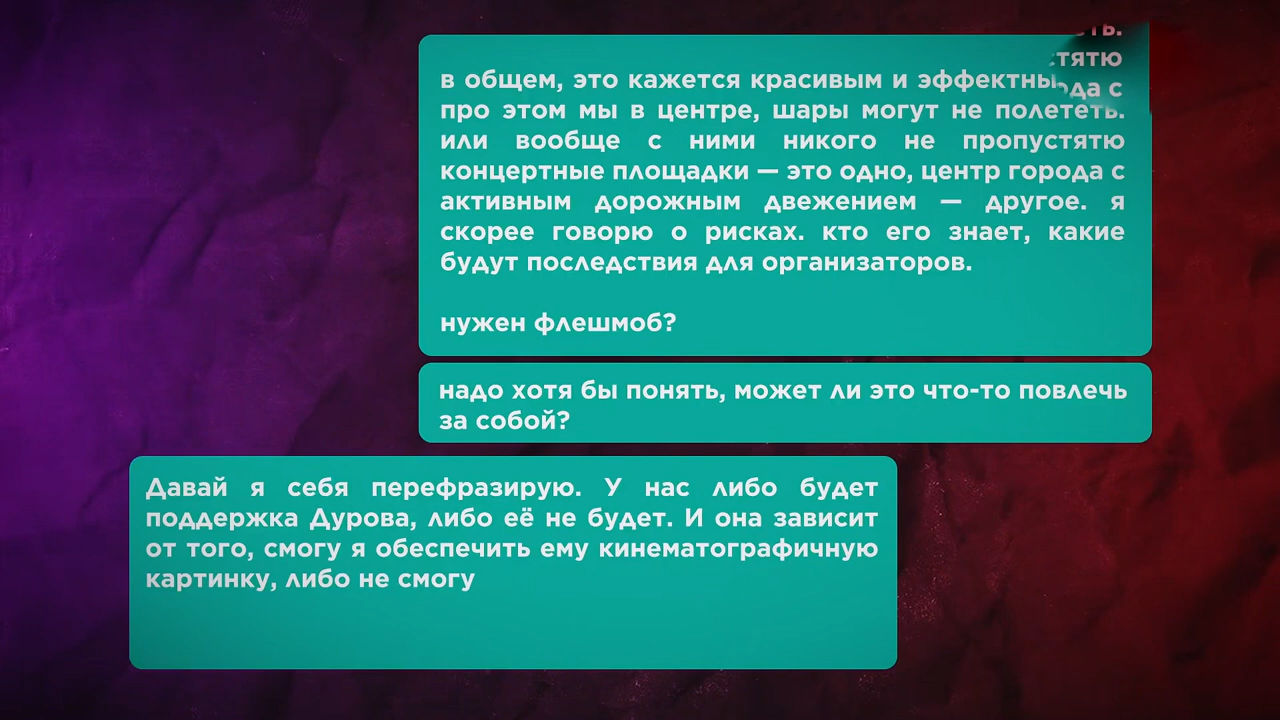 в общем, это кажется красивым и эффектны
про этом мы в центре, шары могут не полететь.
или вообще с ними никого не пропустятю
концертные площадки — это одно, центр города с
активным дорожным двежением — другое. я
скорее говорю о рисках. кто его знает, какие
будут последствия для организаторов.
нужен флешмоб?
надо хотя бы понять, может ли это что-то повлечь
за собой?
Давай я себя перефразирую. У нас либо будет
поддержка Дурова, либо её не будет. И она зависит
от того, смогу я обеспечить ему кинематографичную
картинку, либо не смогу